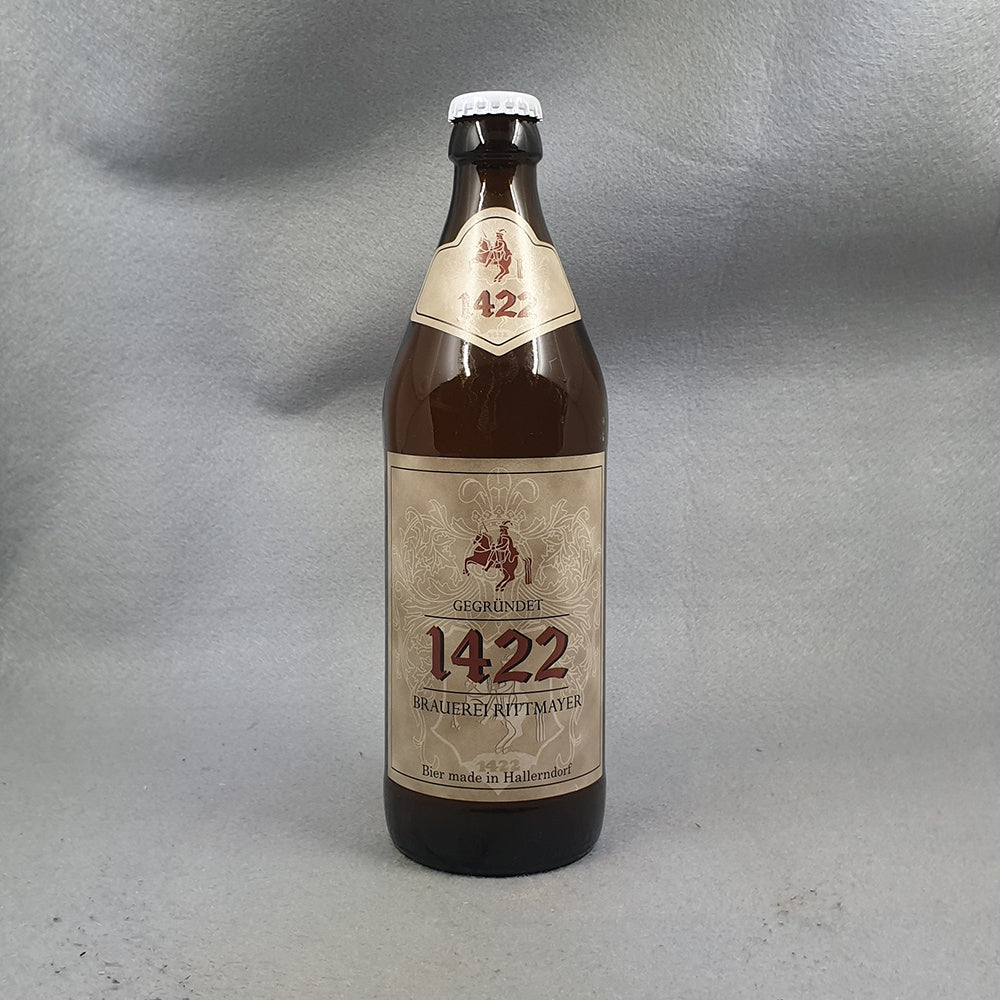 1422
GEGRÜNDET
1422
BRAUEREI RITTMAYER
1422
Bier made in Hallerndorf